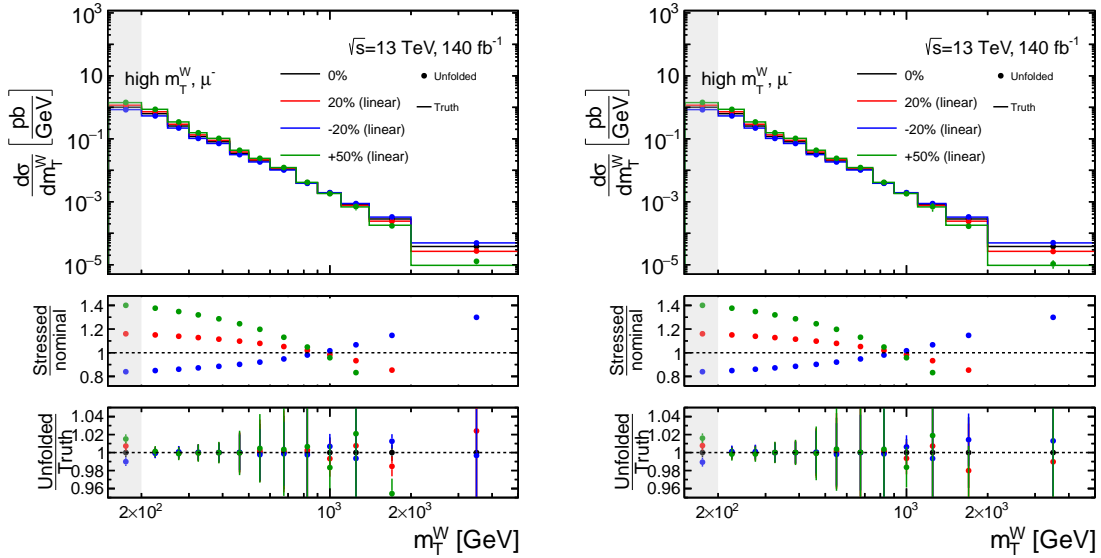 √s=13 TeV, 140 fb⁻¹
high m_T^W, μ⁻
0%
20% (linear)
-20% (linear)
+50% (linear)
Unfolded
Truth
dσ/dm_T^W [pb/GeV]
10
1
10⁻¹
10⁻³
10⁻⁵
Stressed
nominal
1.4
1.2
1
0.8
Unfolded
Truth
1.04
1.02
1.00
0.98
0.96
2×10²
10³
2×10³
m_T^W [GeV]
√s=13 TeV, 140 fb⁻¹
high m_T^W, μ⁻
0%
20% (linear)
-20% (linear)
+50% (linear)
Unfolded
Truth
dσ/dm_T^W [pb/GeV]
10
1
10⁻¹
10⁻³
10⁻⁵
Stressed
nominal
1.4
1.2
1
0.8
Unfolded
Truth
1.04
1.02
1.00
0.98
0.96
2×10²
10³
2×10³
m_T^W [GeV]